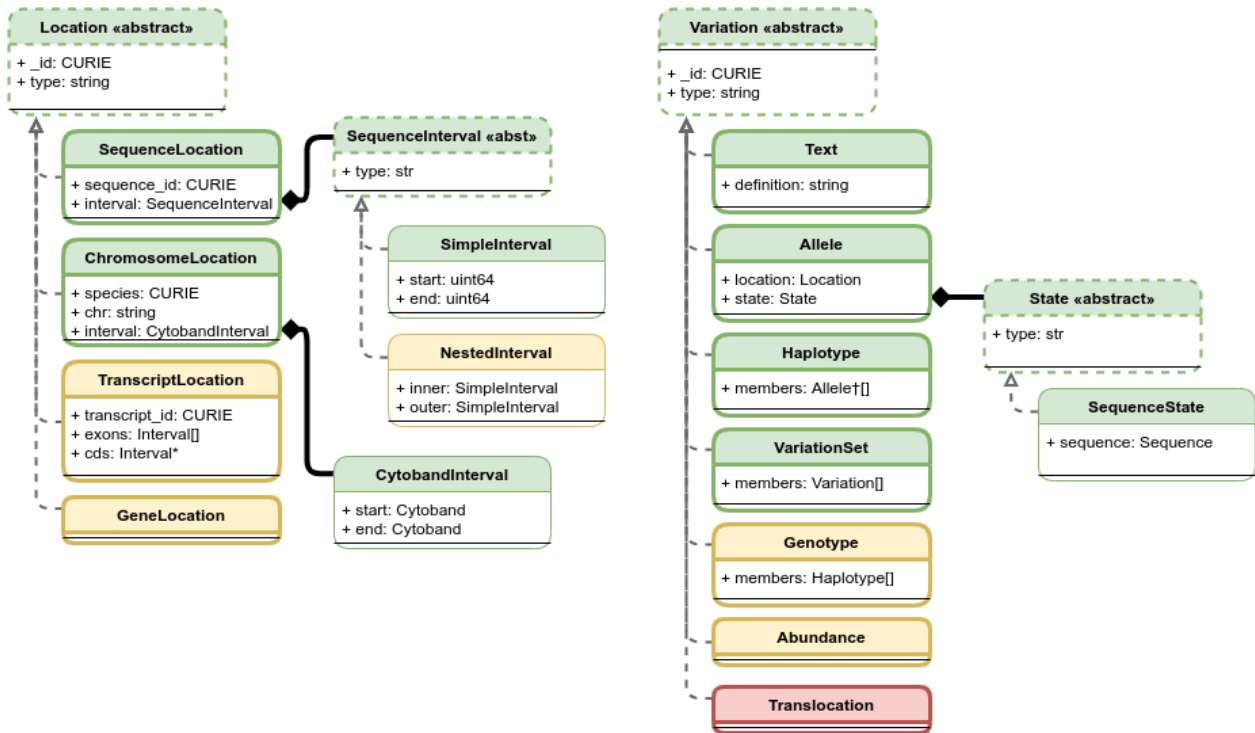 Location «abstract»
+ _id: CURIE
+ type: string
SequenceLocation
+ sequence_id: CURIE
+ interval: SequenceInterval
SequenceInterval «abst»
+ type: str
SimpleInterval
+ start: uint64
+ end: uint64
ChromosomeLocation
+ species: CURIE
+ chr: string
+ interval: CytobandInterval
NestedInterval
+ inner: SimpleInterval
+ outer: SimpleInterval
TranscriptLocation
+ transcript_id: CURIE
+ exons: Interval[]
+ cds: Interval*
CytobandInterval
+ start: Cytoband
+ end: Cytoband
GeneLocation
Variation «abstract»
+ _id: CURIE
+ type: string
Text
+ definition: string
Allele
+ location: Location
+ state: State
State «abstract»
+ type: str
Haplotype
+ members: Allele†[]
SequenceState
+ sequence: Sequence
VariationSet
+ members: Variation[]
Genotype
+ members: Haplotype[]
Abundance
Translocation